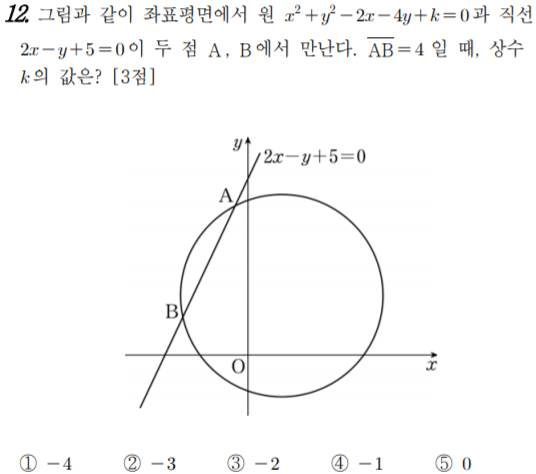 12. 그림과 같이 좌표평면에서 원 x²+y²−2x−4y+k=0과 직선
2x−y+5=0이 두 점 A, B에서 만난다. \overline{AB}=4 일 때, 상수
k의 값은? [3점]
y
2x−y+5=0
A
B
O
x
① −4 ② −3 ③ −2 ④ −1 ⑤ 0